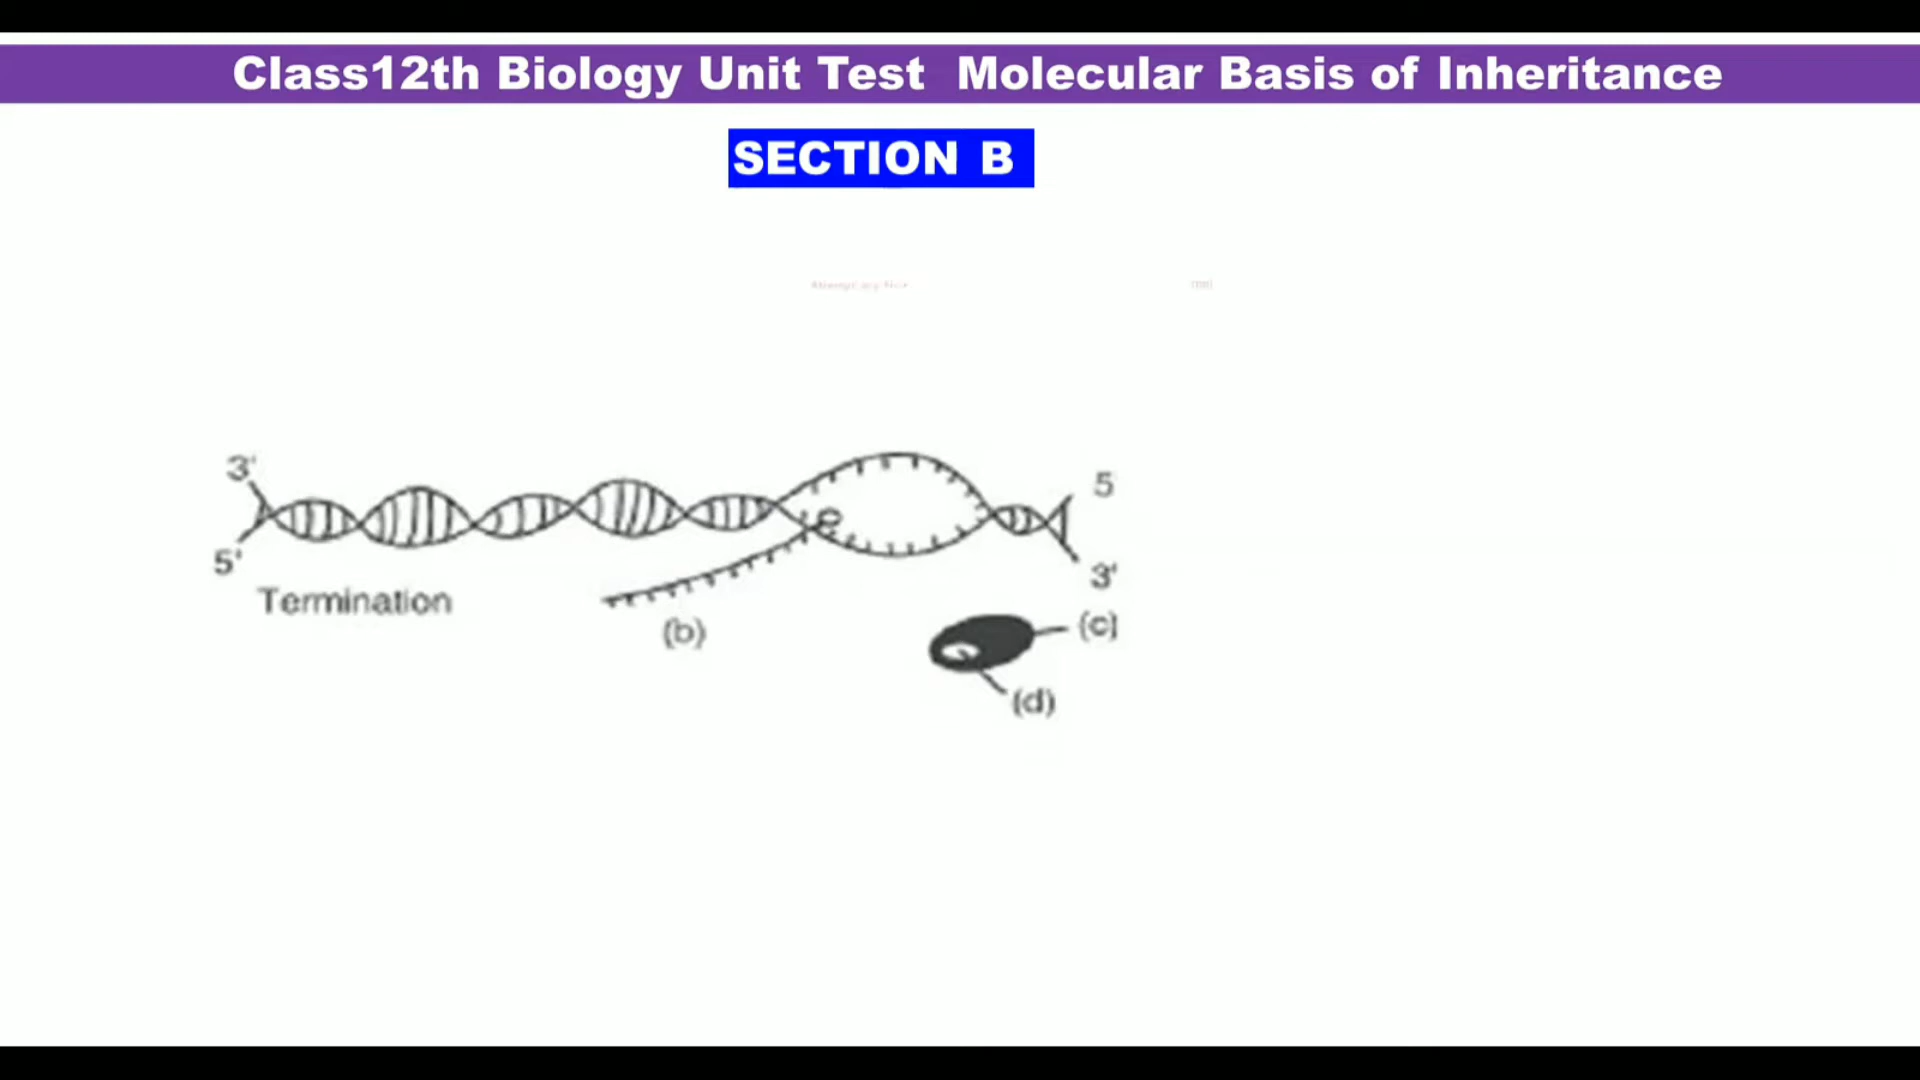 Class12th Biology Unit Test Molecular Basis of Inheritance
SECTION B
3'
5
5'
3'
Termination
(b)
(c)
(d)